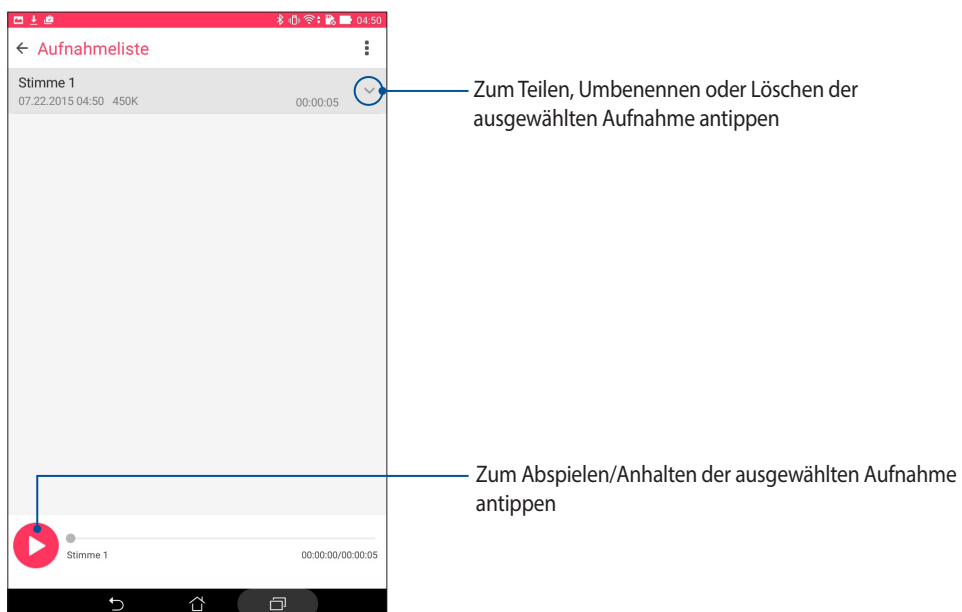 04:50
Aufnahmeliste
Stimme 1
07.22.2015 04:50 450K 00:00:05
Zum Teilen, Umbenennen oder Löschen der
ausgewählten Aufnahme antippen
Zum Abspielen/Anhalten der ausgewählten Aufnahme
antippen
Stimme 1 00:00:00/00:00:05